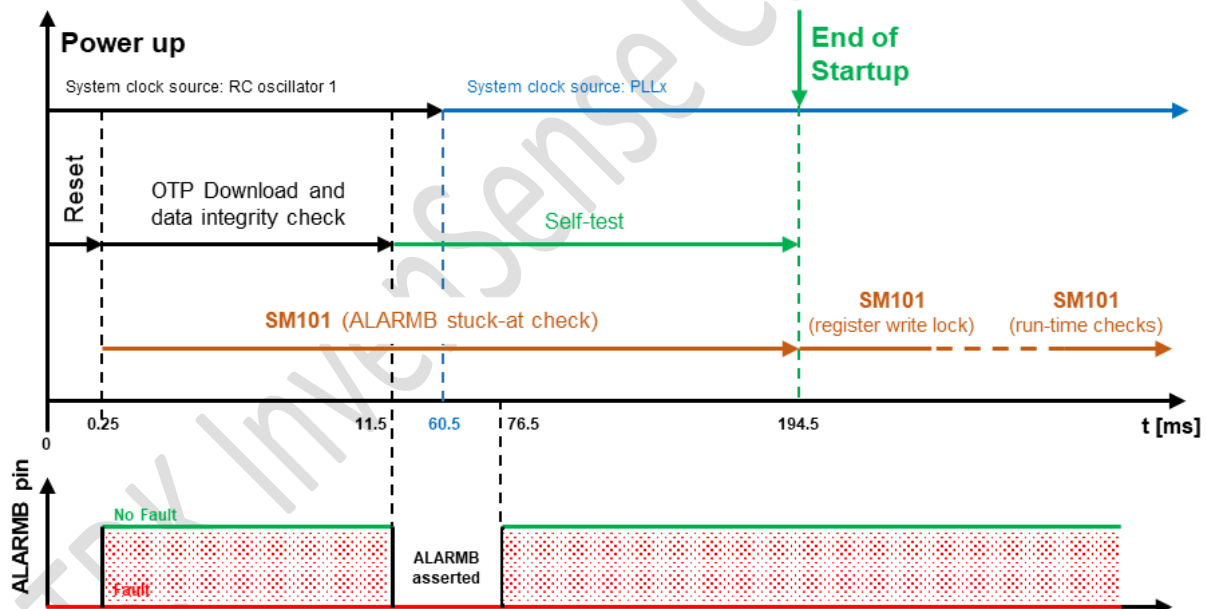 Power up
End of
Startup
System clock source: RC oscillator 1
System clock source: PLLx
Reset
OTP Download and
data integrity check
Self-test
SM101 (ALARMB stuck-at check)
SM101
(register write lock)
SM101
(run-time checks)
0
0.25
11.5
60.5
76.5
194.5
t [ms]
ALARMB pin
No Fault
ALARMB
asserted
Fault
TDK InvenSense C